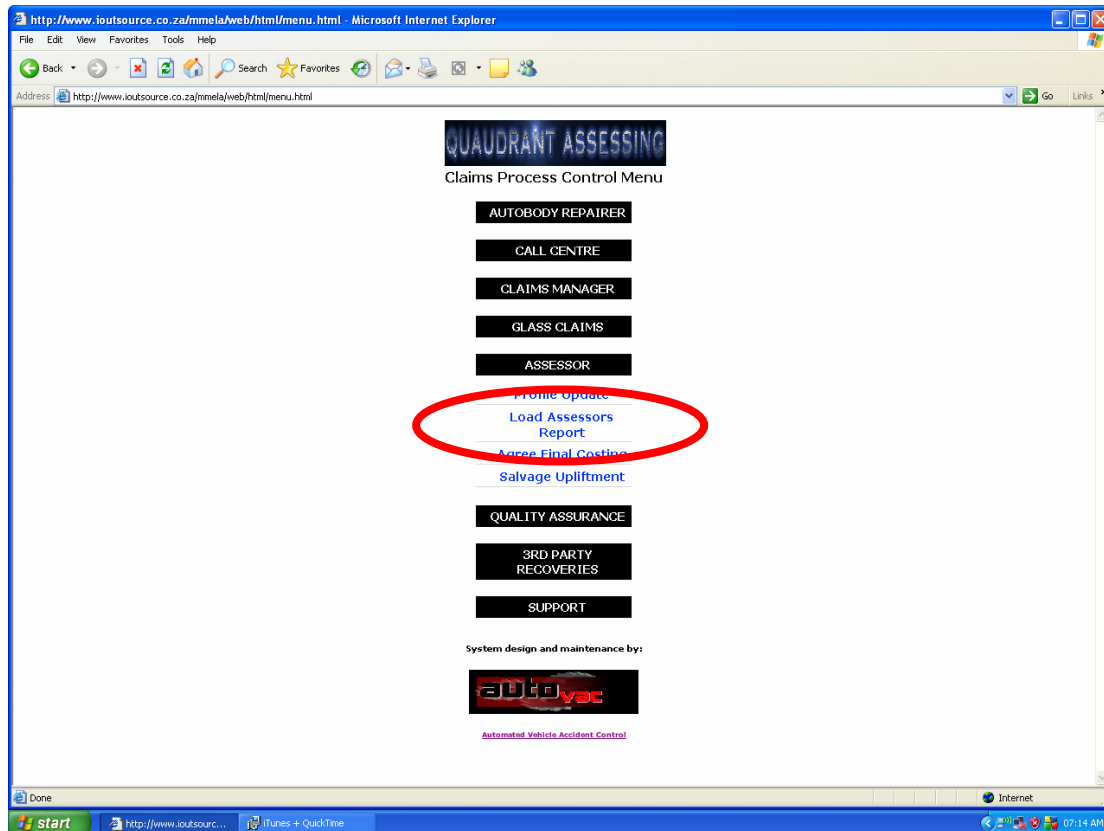 http://www.ioutsource.co.za/mmela/web/html/menu.html - Microsoft Internet Explorer
File Edit View Favorites Tools Help
Back Search Favorites
Address http://www.ioutsource.co.za/mmela/web/html/menu.html Go Links
QUAUDRANT ASSESSING
Claims Process Control Menu
AUTOBODY REPAIRER
CALL CENTRE
CLAIMS MANAGER
GLASS CLAIMS
ASSESSOR
Profile Update
Load Assessors
Report
Agree Final Costing
Salvage Upliftment
QUALITY ASSURANCE
3RD PARTY
RECOVERIES
SUPPORT
System design and maintenance by:
autovac
Automated Vehicle Accident Control
Done Internet
start http://www.ioutsourc... iTunes + QuickTime 07:14 AM